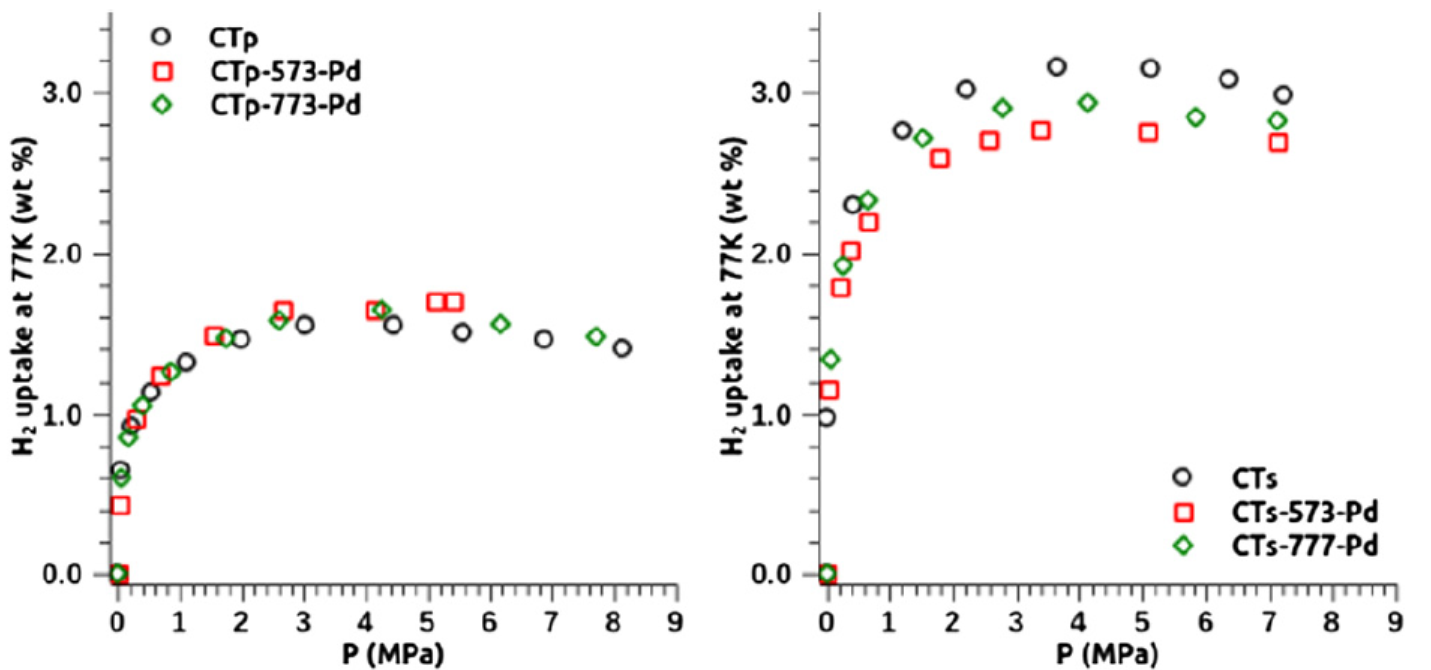 CTp
CTp-573-Pd
CTp-773-Pd
3.0
2.0
1.0
0.0
H₂ uptake at 77K (wt %)
0 1 2 3 4 5 6 7 8 9
P (MPa)
3.0
2.0
1.0
0.0
H₂ uptake at 77K (wt %)
CTs
CTs-573-Pd
CTs-777-Pd
0 1 2 3 4 5 6 7 8 9
P (MPa)